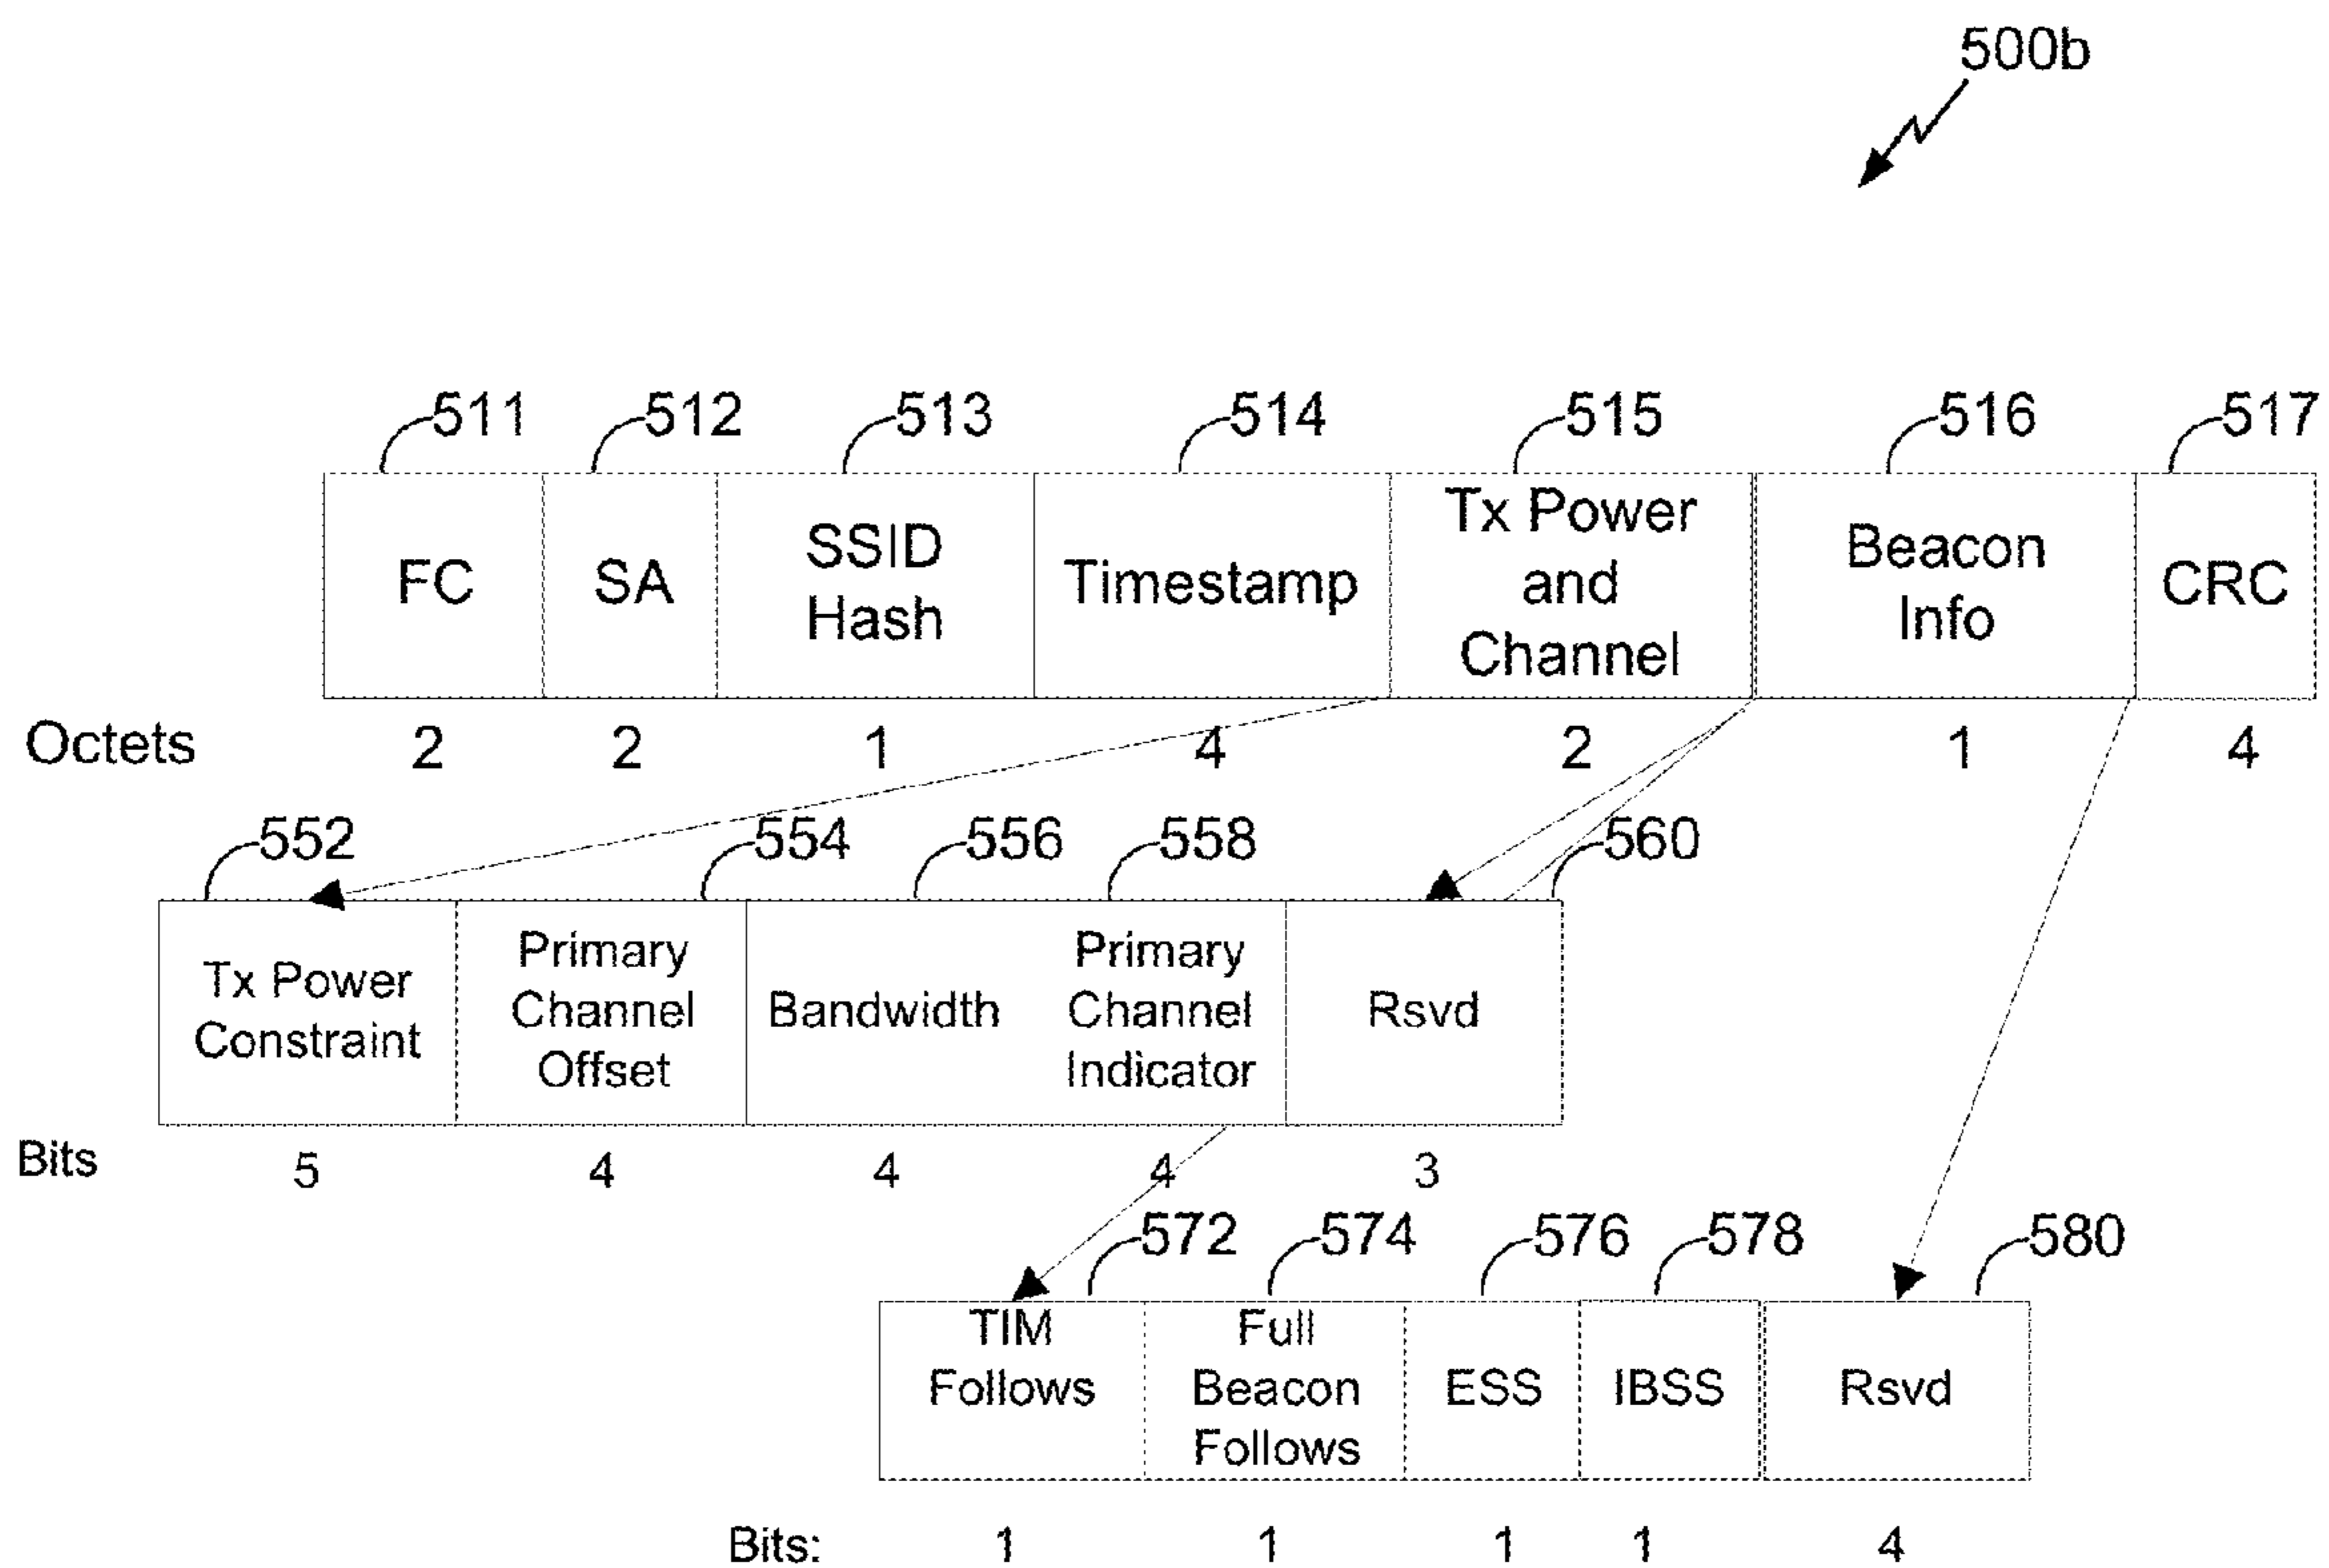 500b
511 512 513 514 515 516 517
FC SA SSID Hash Timestamp Tx Power and Channel Beacon Info CRC
Octets 2 2 1 4 2 1 4
552 554 556 558 560
Tx Power Constraint Primary Channel Offset Bandwidth Primary Channel Indicator Rsvd
Bits 5 4 4 4 3
572 574 576 578 580
TIM Follows Full Beacon Follows ESS IBSS Rsvd
Bits: 1 1 1 1 4